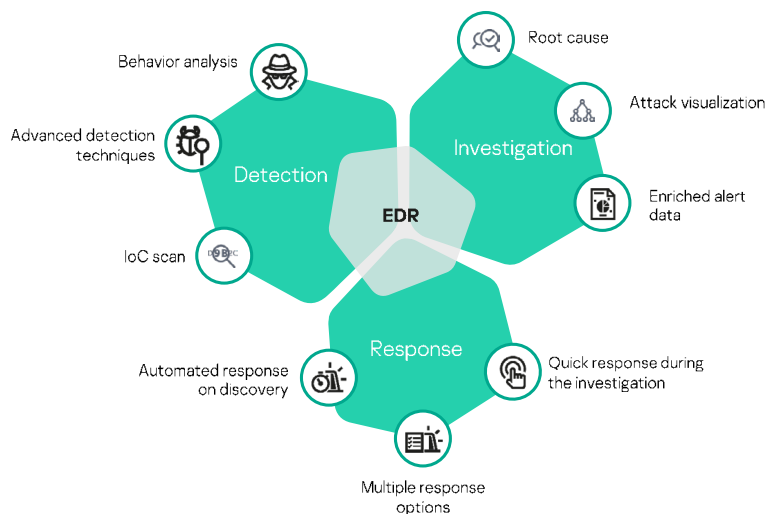 Root cause
Behavior analysis
Attack visualization
Advanced detection
techniques
Investigation
Detection
Enriched alert
data
EDR
IoC scan
Response
Automated response
on discovery
Quick response during
the investigation
Multiple response
options